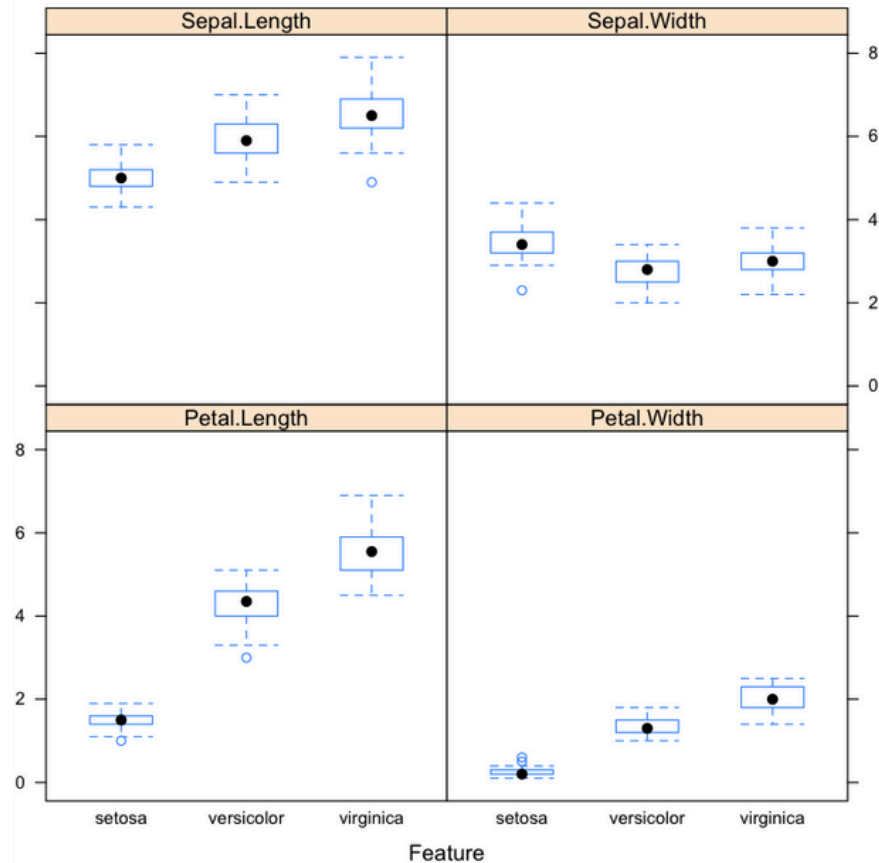 Sepal.Length
Sepal.Width
8
6
4
2
0
Petal.Length
Petal.Width
8
6
4
2
0
setosa
versicolor
virginica
setosa
versicolor
virginica
Feature